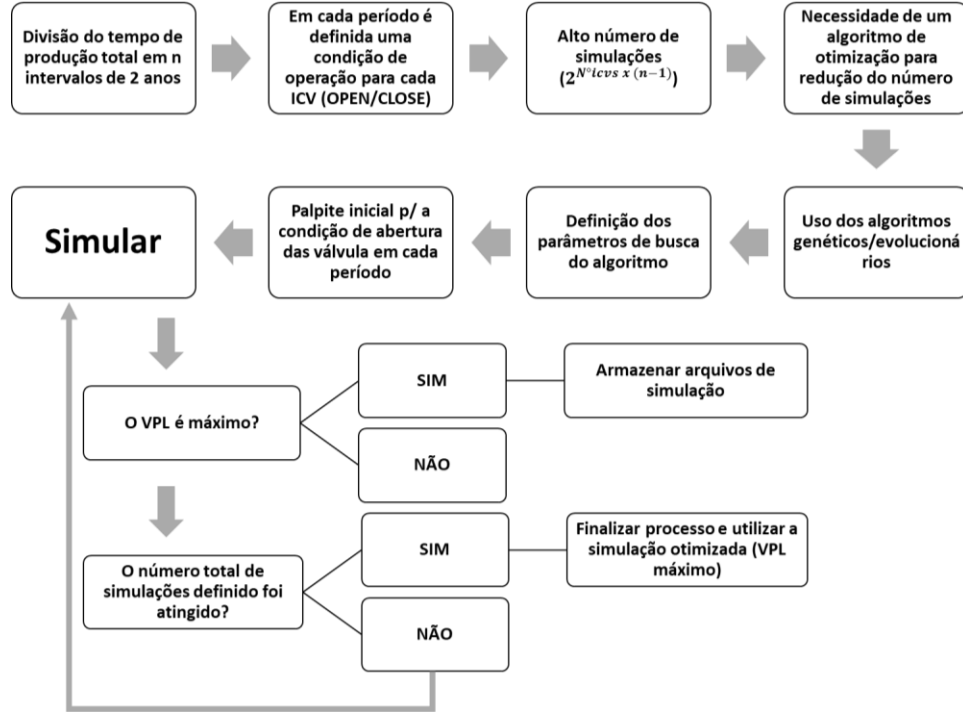 Divisão do tempo de
produção total em n
intervalos de 2 anos
Em cada período é
definida uma
condição de
operação para cada
ICV (OPEN/CLOSE)
Alto número de
simulações
(2^{N°icvs x (n−1)})
Necessidade de um
algoritmo de
otimização para
redução do número
de simulações
Uso dos algoritmos
genéticos/evolucioná
rios
Definição dos
parâmetros de busca
do algoritmo
Palpite inicial p/ a
condição de abertura
das válvula em cada
período
Simular
O VPL é máximo?
SIM
Armazenar arquivos de
simulação
NÃO
O número total de
simulações definido foi
atingido?
SIM
Finalizar processo e utilizar a
simulação otimizada (VPL
máximo)
NÃO